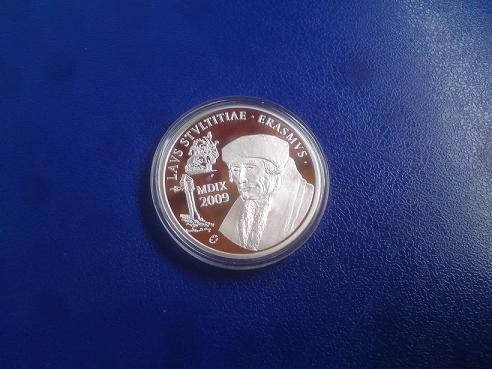 LAVS STVLTITIAE · ERASMVS ·
MDIX
2009